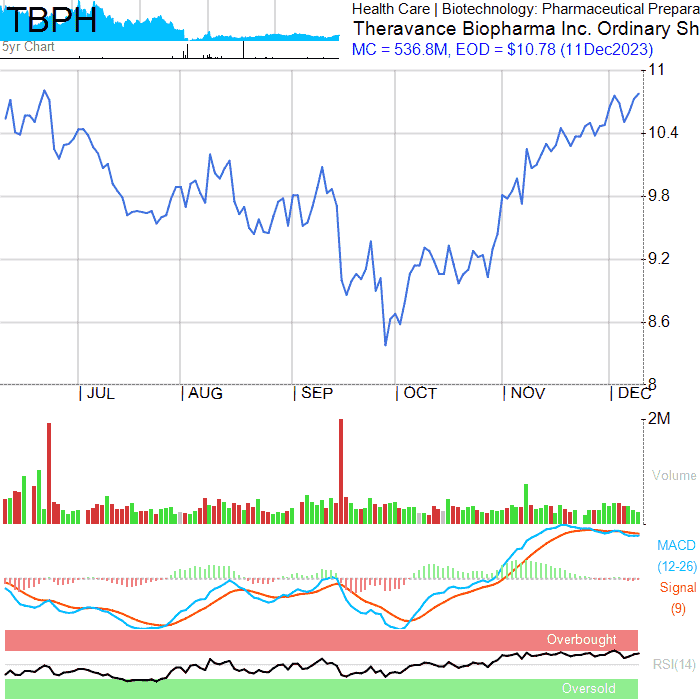 TBPH
5yr Chart
Health Care | Biotechnology: Pharmaceutical Prepara
Theravance Biopharma Inc. Ordinary Sh
MC = 536.8M, EOD = $10.78 (11Dec2023)
11
10.4
9.8
9.2
8.6
8
| JUL
| AUG
| SEP
| OCT
| NOV
| DEC
2M
Volume
MACD
(12-26)
Signal
(9)
Overbought
RSI(14)
Oversold